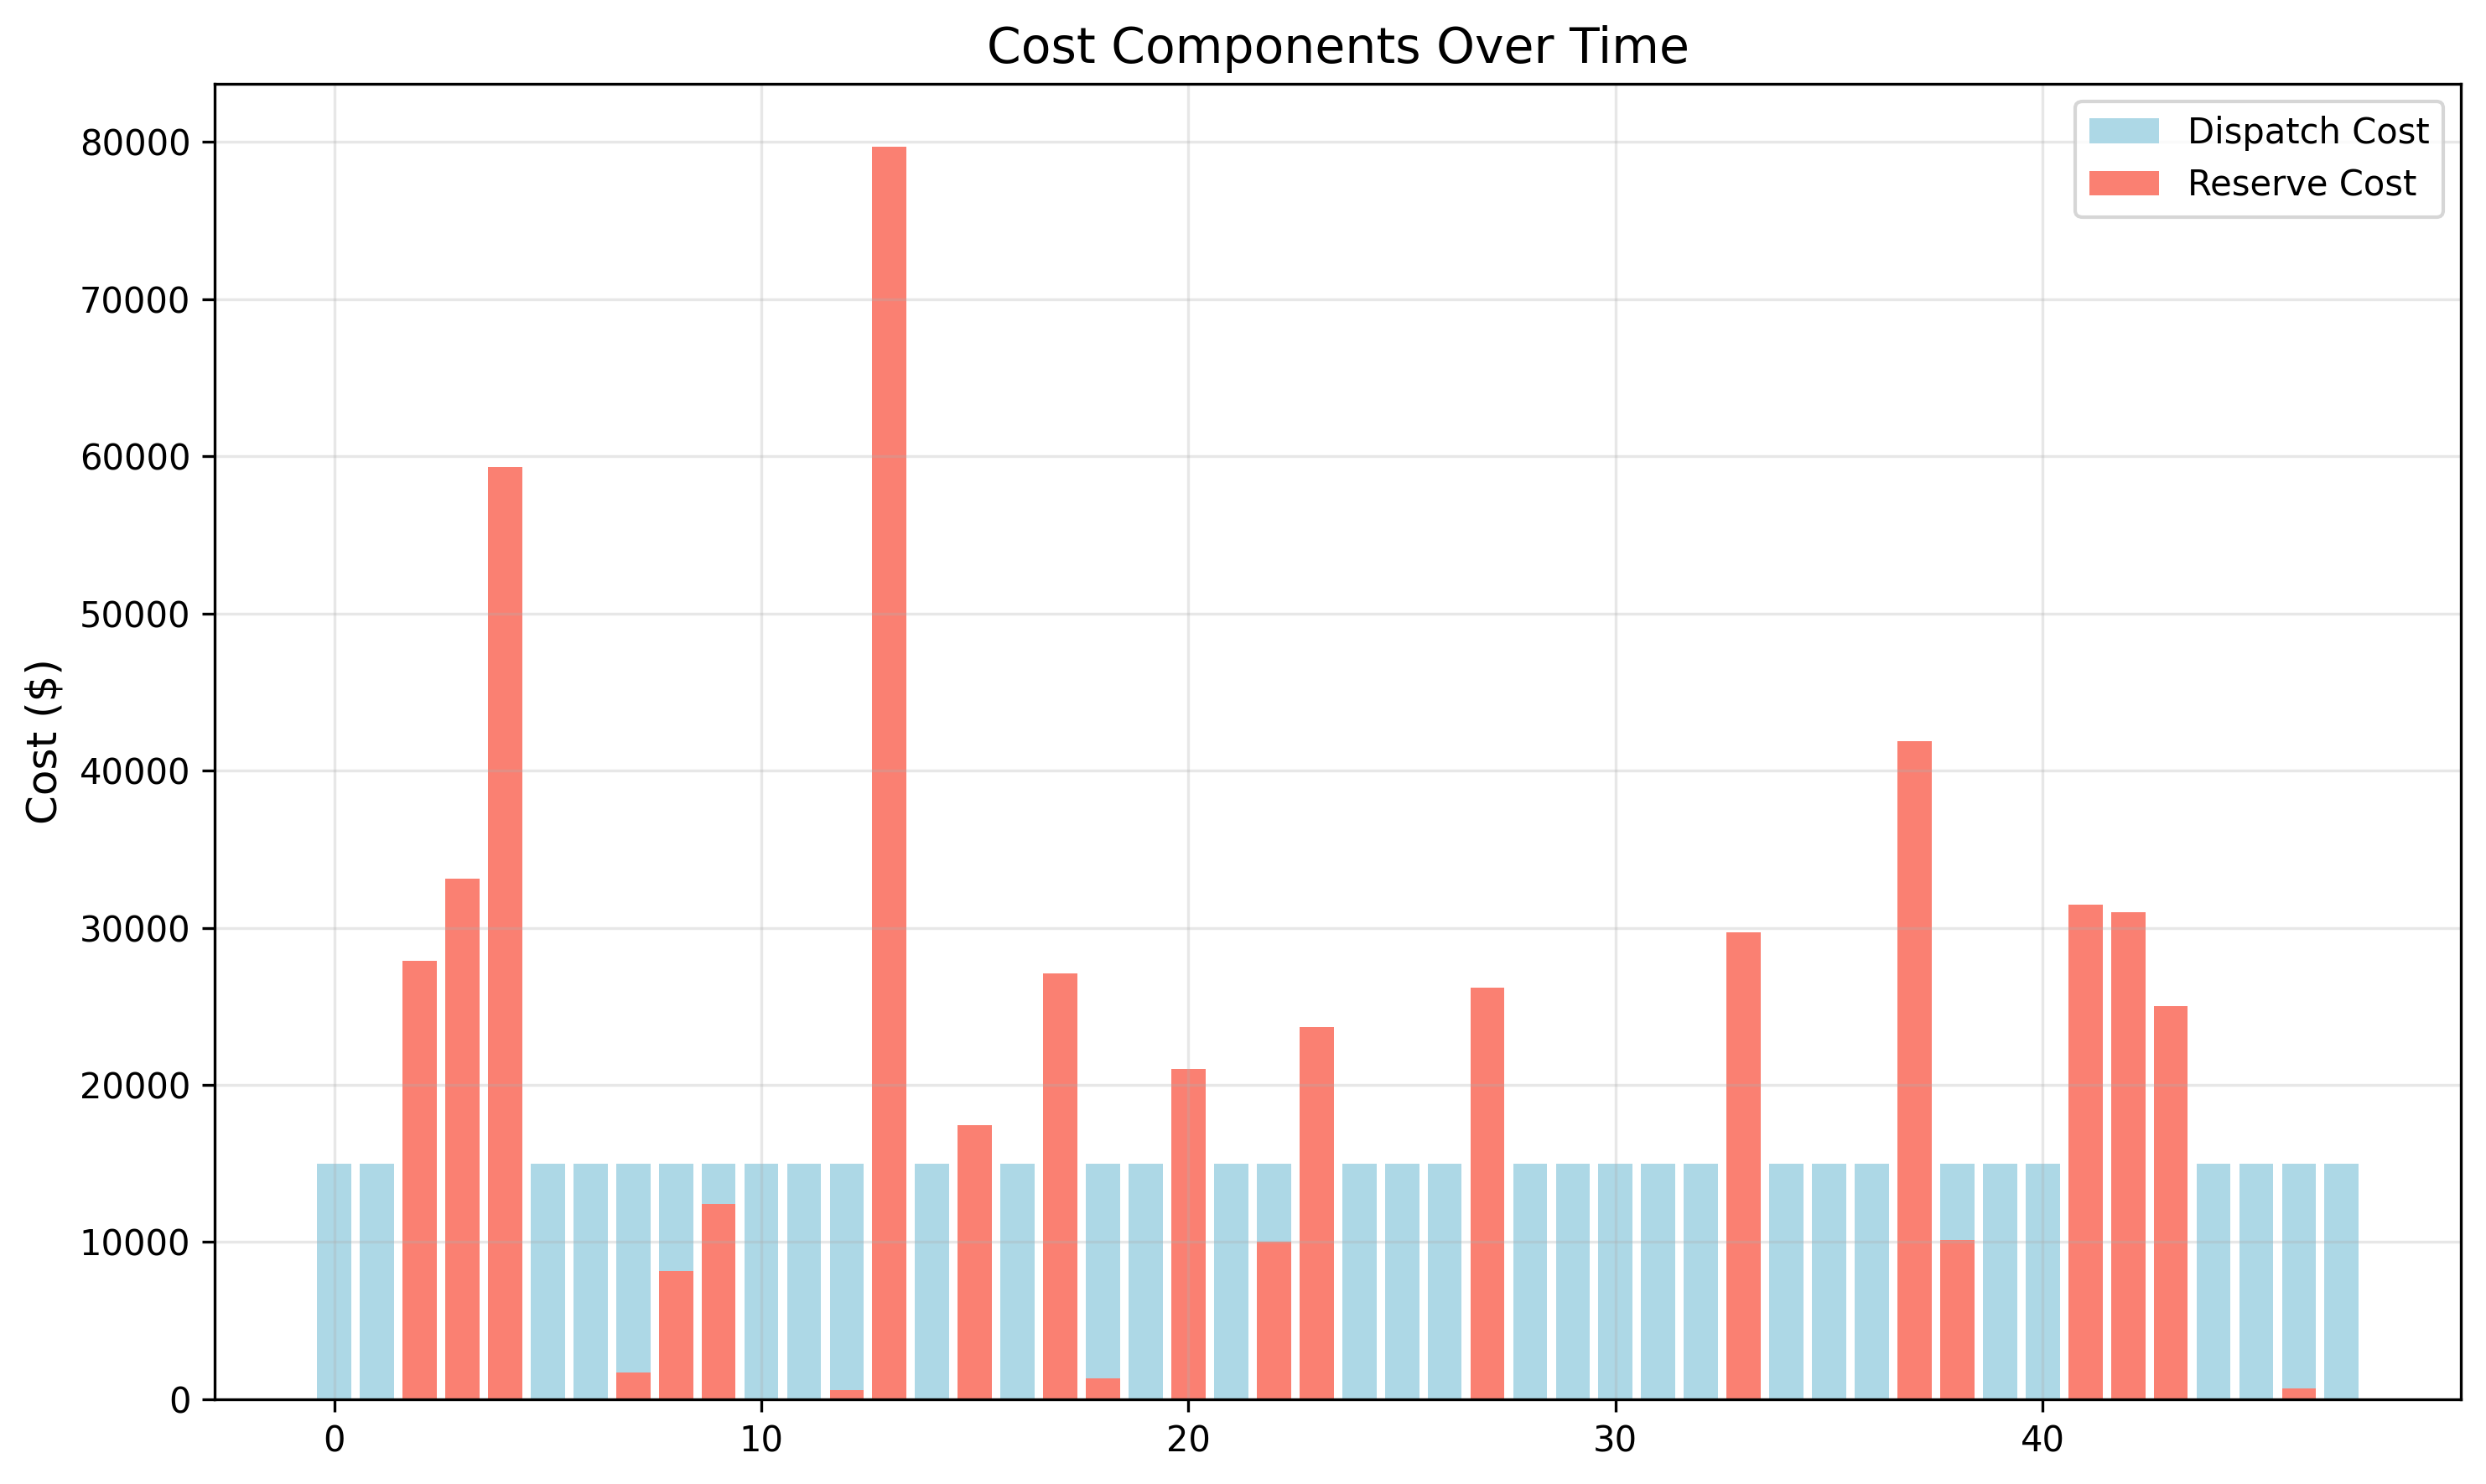 Cost Components Over Time
Dispatch Cost
Reserve Cost
Cost ($)
80000
70000
60000
50000
40000
30000
20000
10000
0
0 10 20 30 40